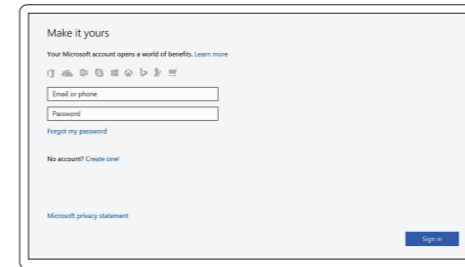 Make it yours
Your Microsoft account opens a world of benefits. Learn more
Email or phone
Password
Forgot my password
No account? Create one!
Microsoft privacy statement
Sign in